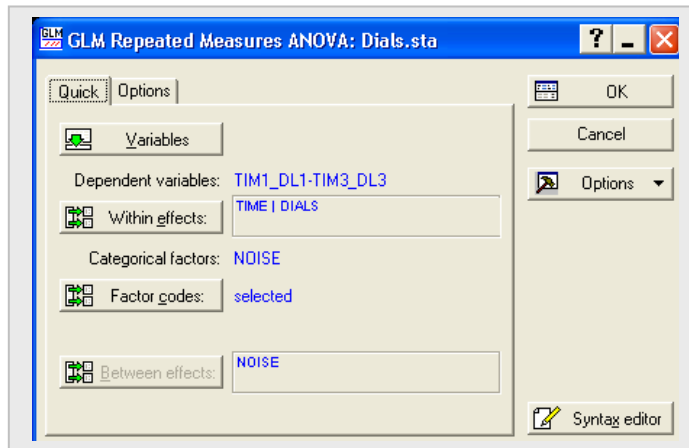 GLM GLM Repeated Measures ANOVA: Dials.sta
Quick Options
OK
Variables
Cancel
Dependent variables: TIM1_DL1-TIM3_DL3
Options
Within effects: TIME | DIALS
Categorical factors: NOISE
Factor codes: selected
Between effects: NOISE
Syntax editor